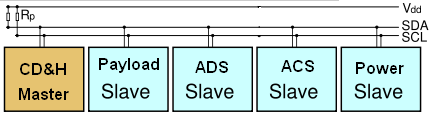 Vdd
Rp
SDA
SCL
CD&H
Master
Payload
Slave
ADS
Slave
ACS
Slave
Power
Slave